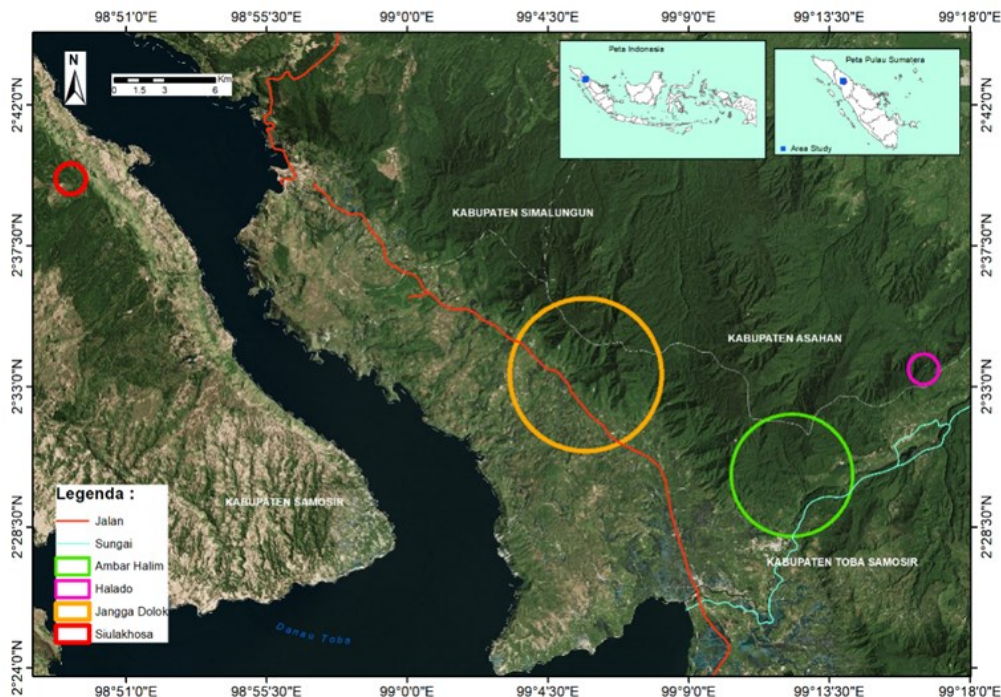 98°51'0"E 98°55'30"E 99°0'0"E 99°4'30"E 99°9'0"E 99°13'30"E 99°18'0"E
N
Km
0 1.5 3 6
Peta Indonesia
Peta Pulau Sumatera
Area Study
2°42'0"N
2°42'0"N
KABUPATEN SIMALUNGUN
2°37'30"N
2°37'30"N
KABUPATEN ASAHAN
2°33'0"N
2°33'0"N
KABUPATEN SAMOSIR
2°28'30"N
2°28'30"N
KABUPATEN TOBA SAMOSIR
Legenda :
Jalan
Sungai
Ambar Halim
Halado
Jangga Dolok
Siulakhosa
Danau Toba
2°24'0"N
2°24'0"N
98°51'0"E 98°55'30"E 99°0'0"E 99°4'30"E 99°9'0"E 99°13'30"E 99°18'0"E